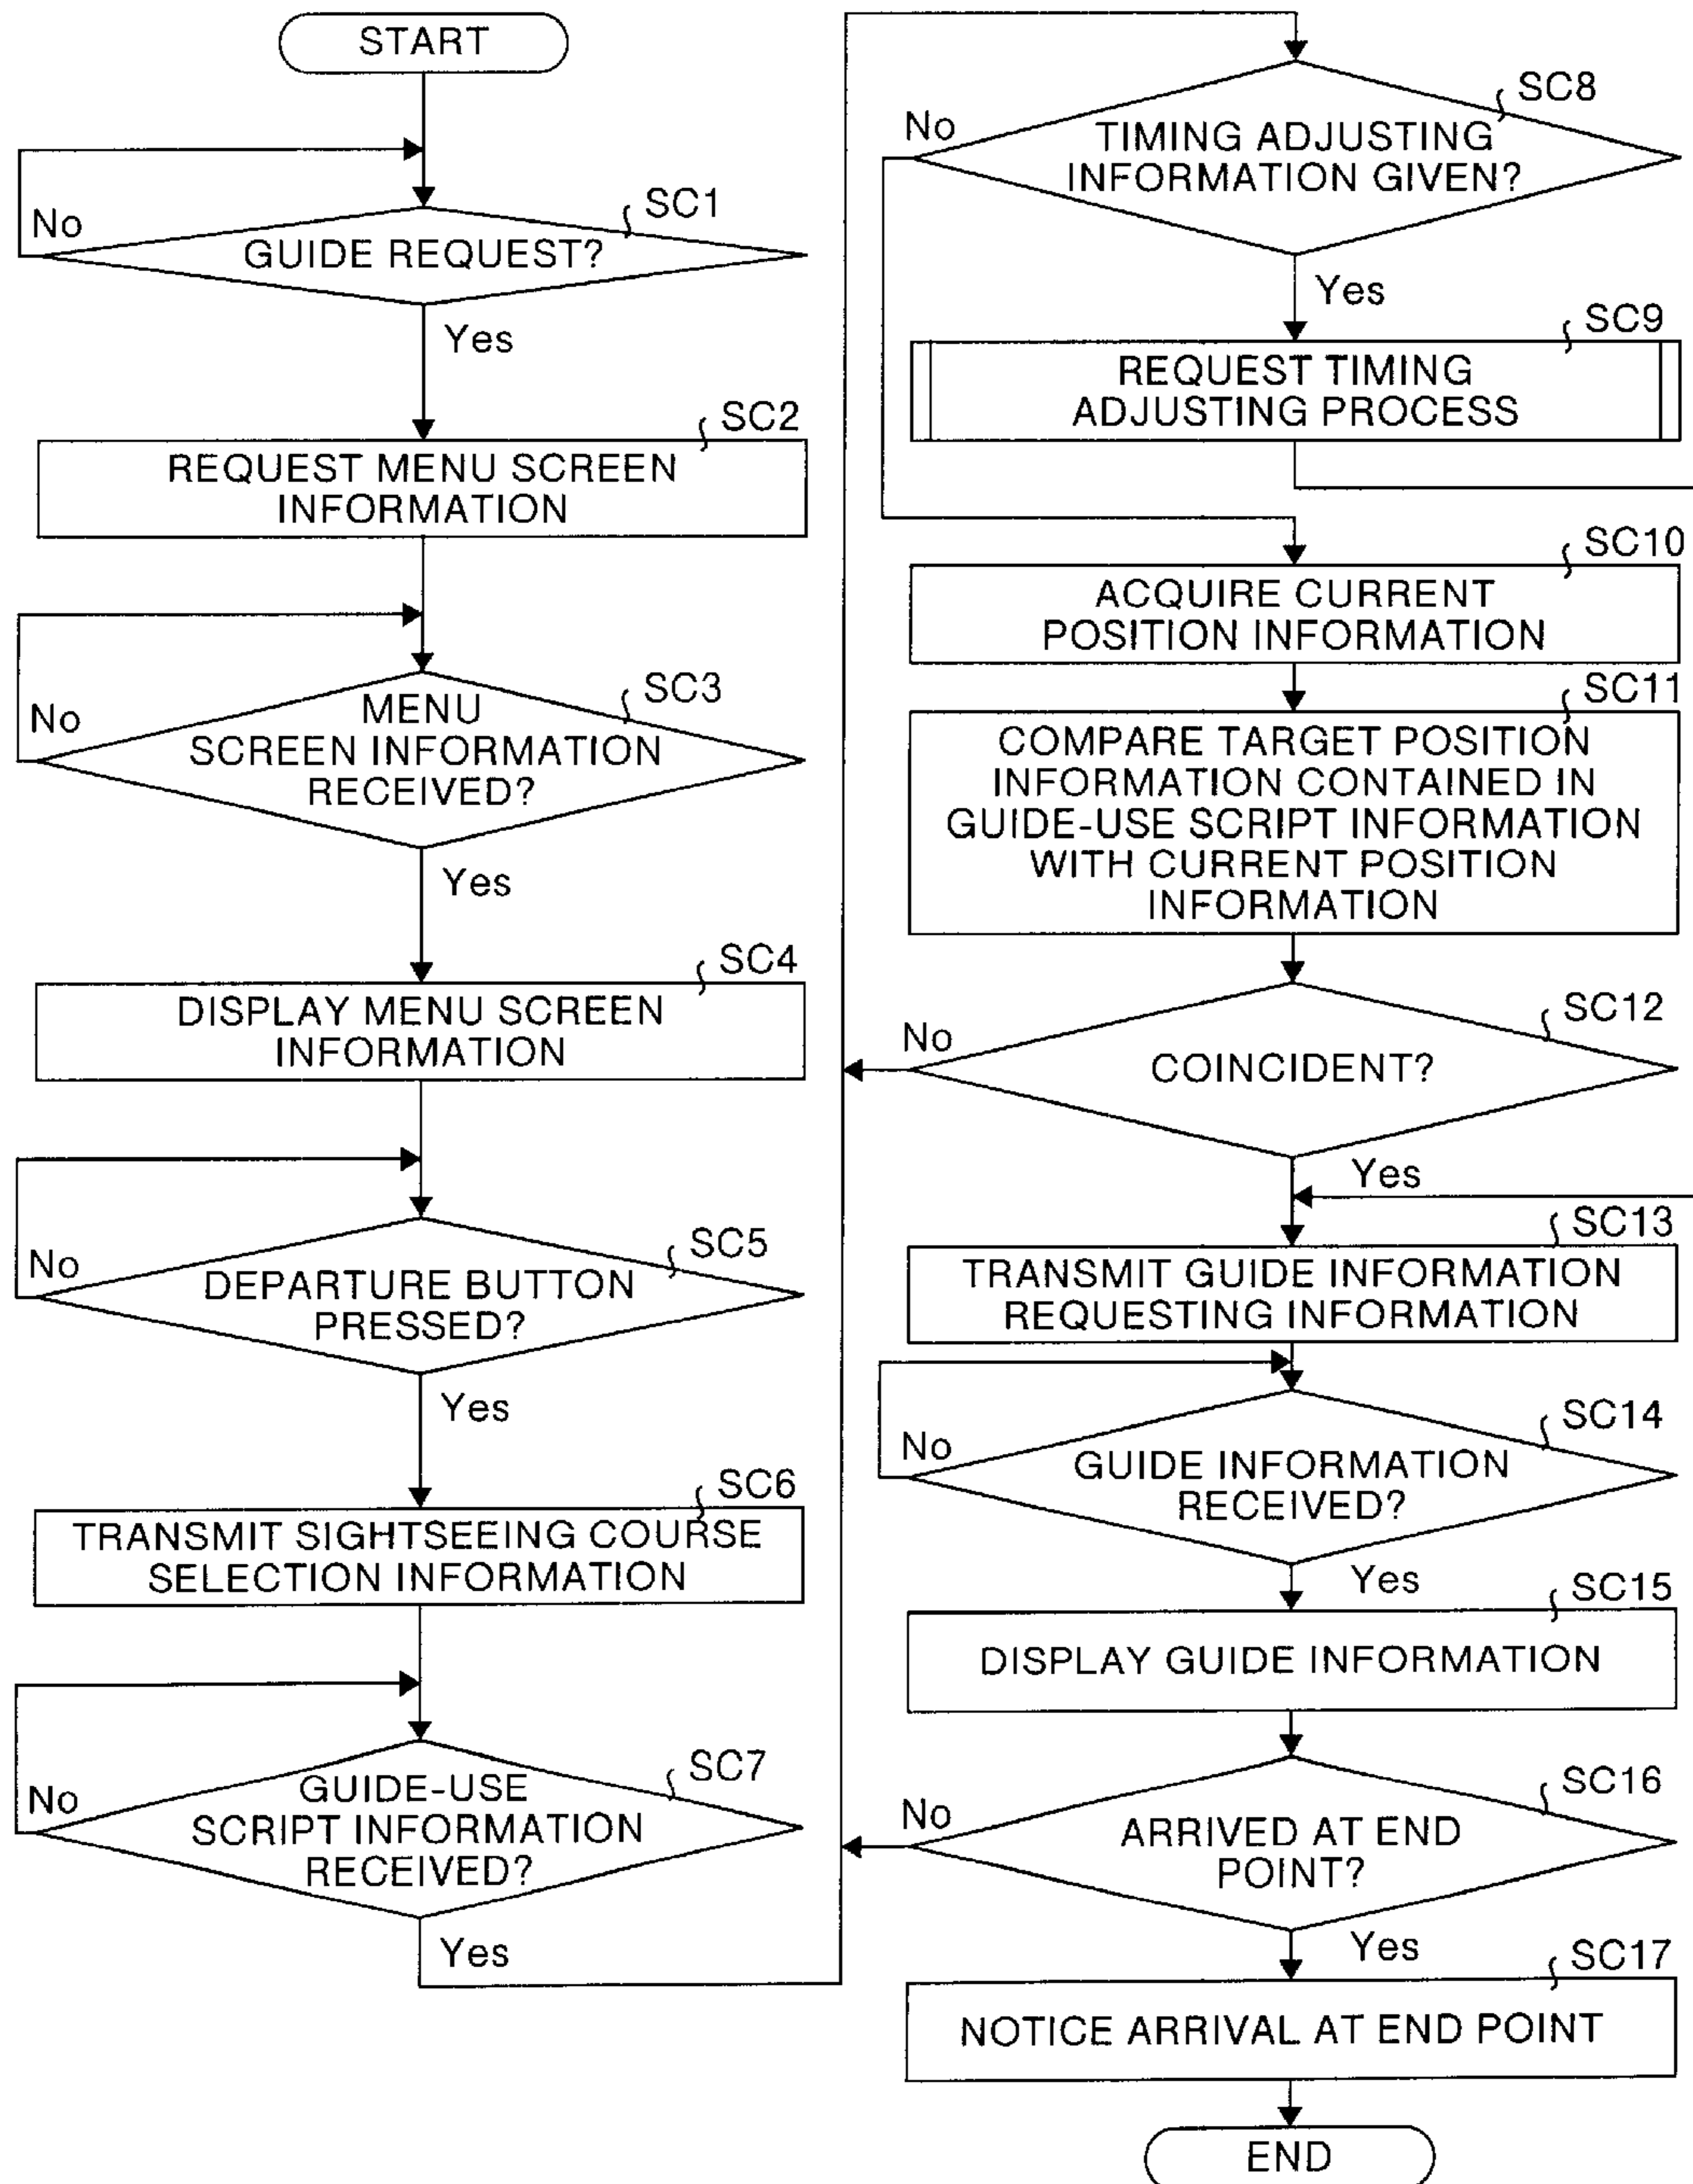 START
SC1
No
GUIDE REQUEST?
Yes
SC2
REQUEST MENU SCREEN
INFORMATION
SC3
No
MENU
SCREEN INFORMATION
RECEIVED?
Yes
SC4
DISPLAY MENU SCREEN
INFORMATION
SC5
No
DEPARTURE BUTTON
PRESSED?
Yes
SC6
TRANSMIT SIGHTSEEING COURSE
SELECTION INFORMATION
SC7
No
GUIDE-USE
SCRIPT INFORMATION
RECEIVED?
Yes
SC8
No
TIMING ADJUSTING
INFORMATION GIVEN?
Yes
SC9
REQUEST TIMING
ADJUSTING PROCESS
SC10
ACQUIRE CURRENT
POSITION INFORMATION
SC11
COMPARE TARGET POSITION
INFORMATION CONTAINED IN
GUIDE-USE SCRIPT INFORMATION
WITH CURRENT POSITION
INFORMATION
SC12
No
COINCIDENT?
Yes
SC13
TRANSMIT GUIDE INFORMATION
REQUESTING INFORMATION
SC14
No
GUIDE INFORMATION
RECEIVED?
Yes
SC15
DISPLAY GUIDE INFORMATION
SC16
No
ARRIVED AT END
POINT?
Yes
SC17
NOTICE ARRIVAL AT END POINT
END